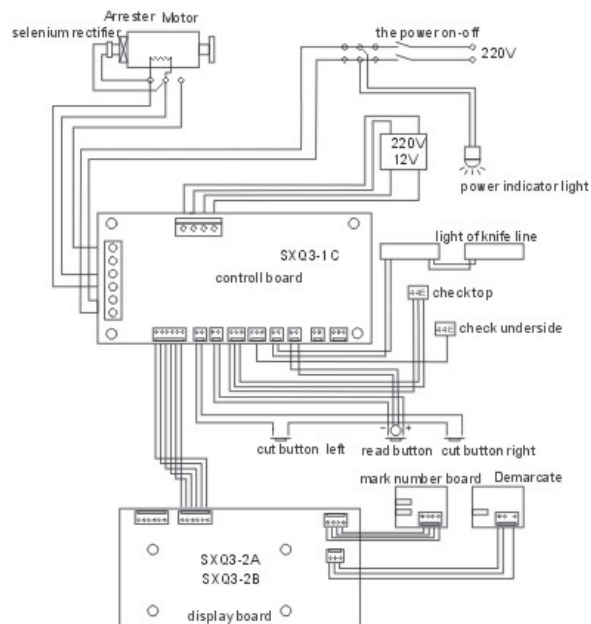 Arrester Motor
selenium rectifier
the power on-off
220V
220V
12V
power indicator light
SXQ3-1C
controll board
light of knife line
44E checktop
44E check underside
- +
cut button left read button cut button right
mark number board Demarcate
SXQ3-2A
SXQ3-2B
display board